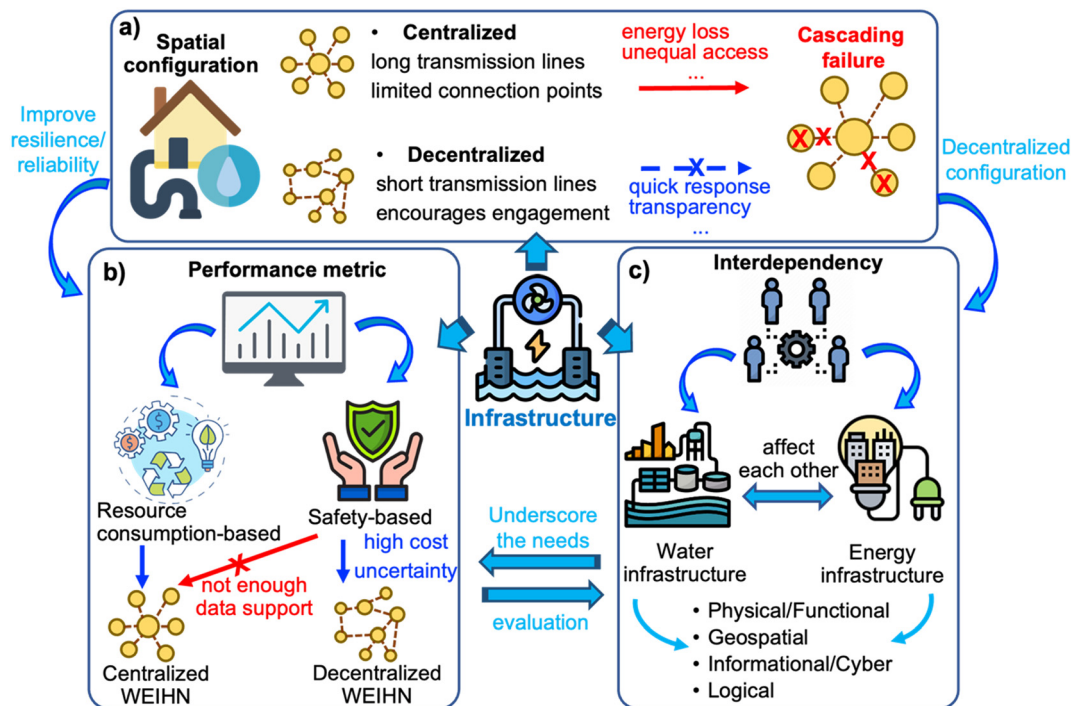 a)
Spatial
configuration
• Centralized
long transmission lines
limited connection points
energy loss
unequal access
...
Cascading
failure
X X
X
X
• Decentralized
short transmission lines
encourages engagement
X
quick response
transparency
...
Improve
resilience/
reliability
Decentralized
configuration
b)
Performance metric
$
$
Resource
consumption-based
Safety-based
high cost
uncertainty
X
not enough
data support
Centralized
WEIHN
Decentralized
WEIHN
Infrastructure
Underscore
the needs
evaluation
c)
Interdependency
affect
each other
Water
infrastructure
Energy
infrastructure
• Physical/Functional
• Geospatial
• Informational/Cyber
• Logical